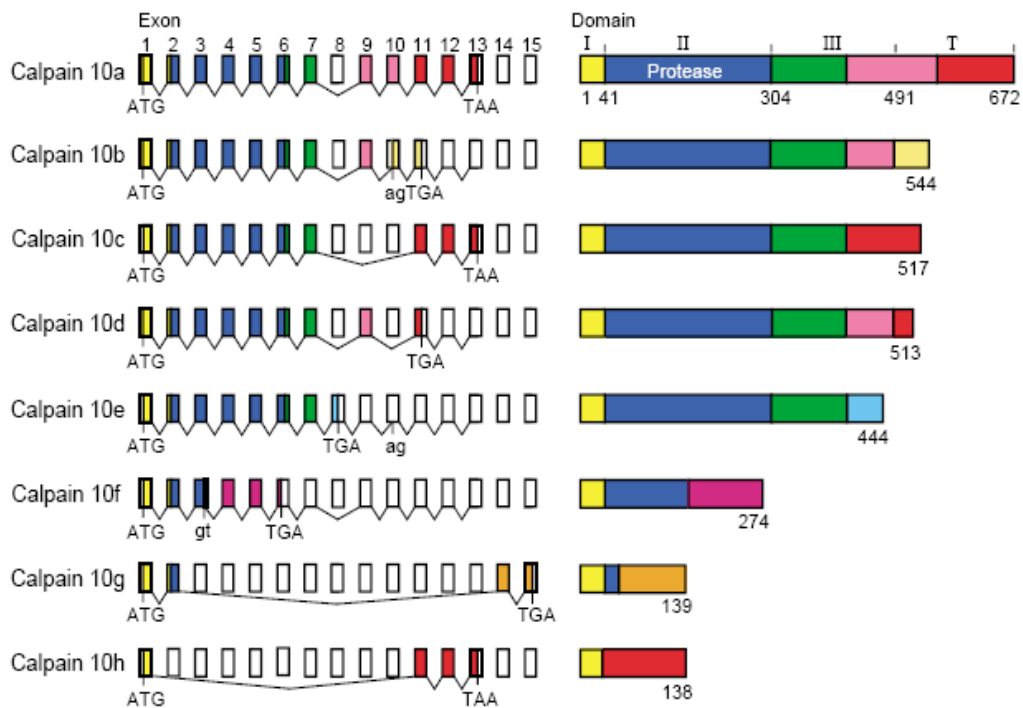 Exon Domain
1 2 3 4 5 6 7 8 9 10 11 12 13 14 15 I II III T
Calpain 10a Protease
ATG TAA 1 41 304 491 672
Calpain 10b
ATG agTGA 544
Calpain 10c
ATG TAA 517
Calpain 10d
ATG TGA 513
Calpain 10e
ATG TGA ag 444
Calpain 10f
ATG gt TGA 274
Calpain 10g
ATG TGA 139
Calpain 10h
ATG TAA 138